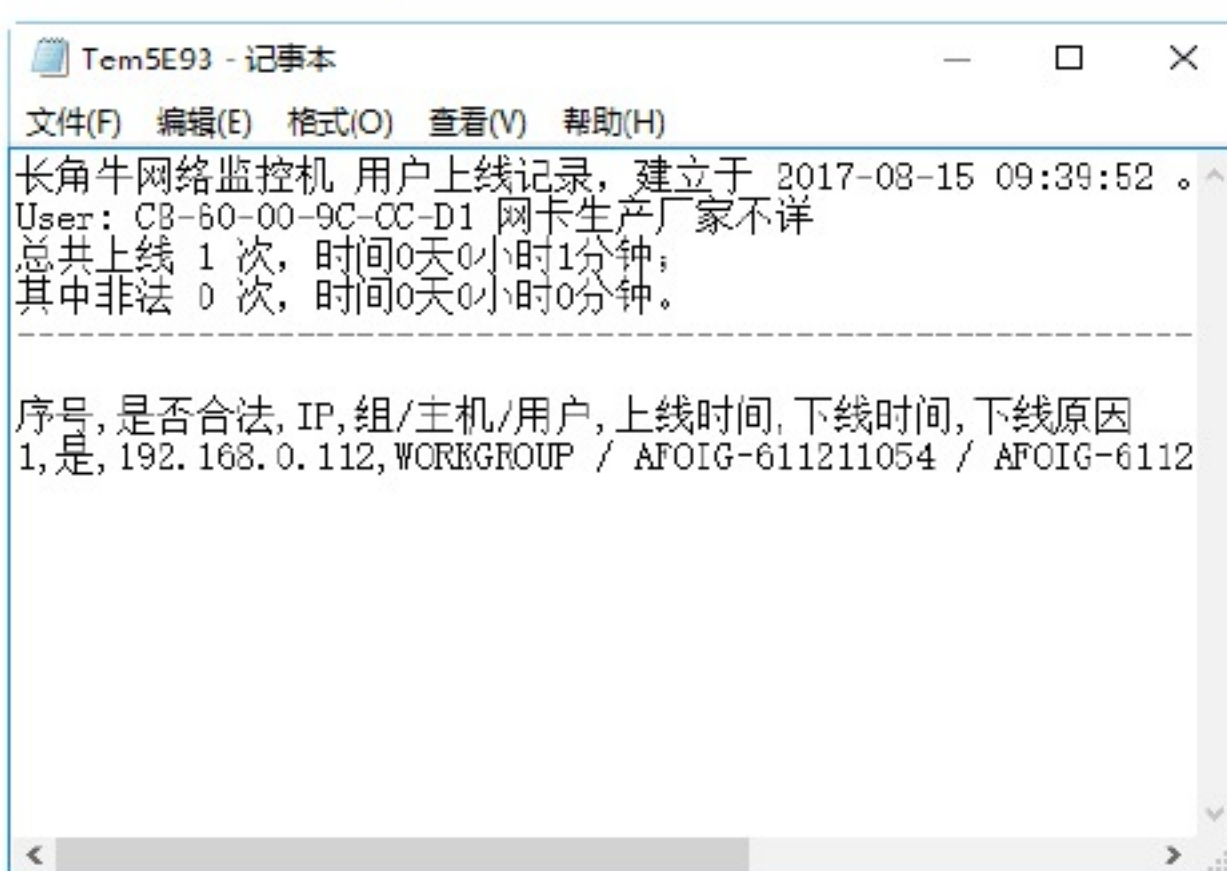 Tem5E93 - 记事本
文件(F) 编辑(E) 格式(O) 查看(V) 帮助(H)
长角牛网络监控机 用户上线记录，建立于 2017-08-15 09:39:52 。
User: C8-60-00-9C-CC-D1 网卡生产厂家不详
总共上线 1 次，时间0天0小时1分钟；
其中非法 0 次，时间0天0小时0分钟。
------------------------------------------------------------
序号,是否合法,IP,组/主机/用户,上线时间,下线时间,下线原因
1,是,192.168.0.112,WORKGROUP / AFOIG-611211054 / AFOIG-6112